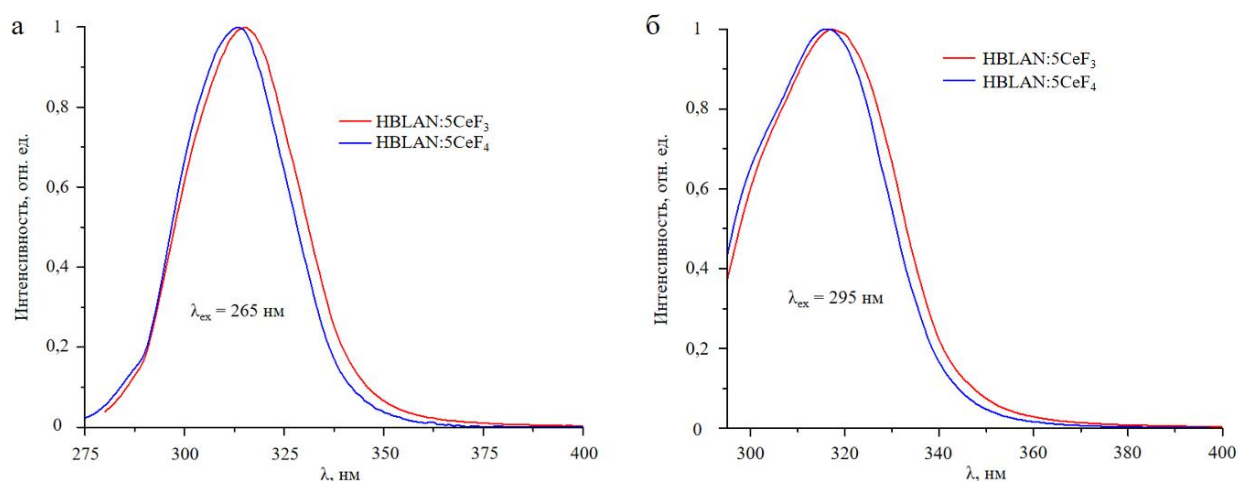 а
Интенсивность, отн. ед.
1
0,8
0,6
0,4
0,2
0
HBLAN:5CeF₃
HBLAN:5CeF₄
λₑₓ = 265 нм
275
300
325
350
375
400
λ, нм
б
Интенсивность, отн. ед.
1
0,8
0,6
0,4
0,2
0
HBLAN:5CeF₃
HBLAN:5CeF₄
λₑₓ = 295 нм
300
320
340
360
380
400
λ, нм